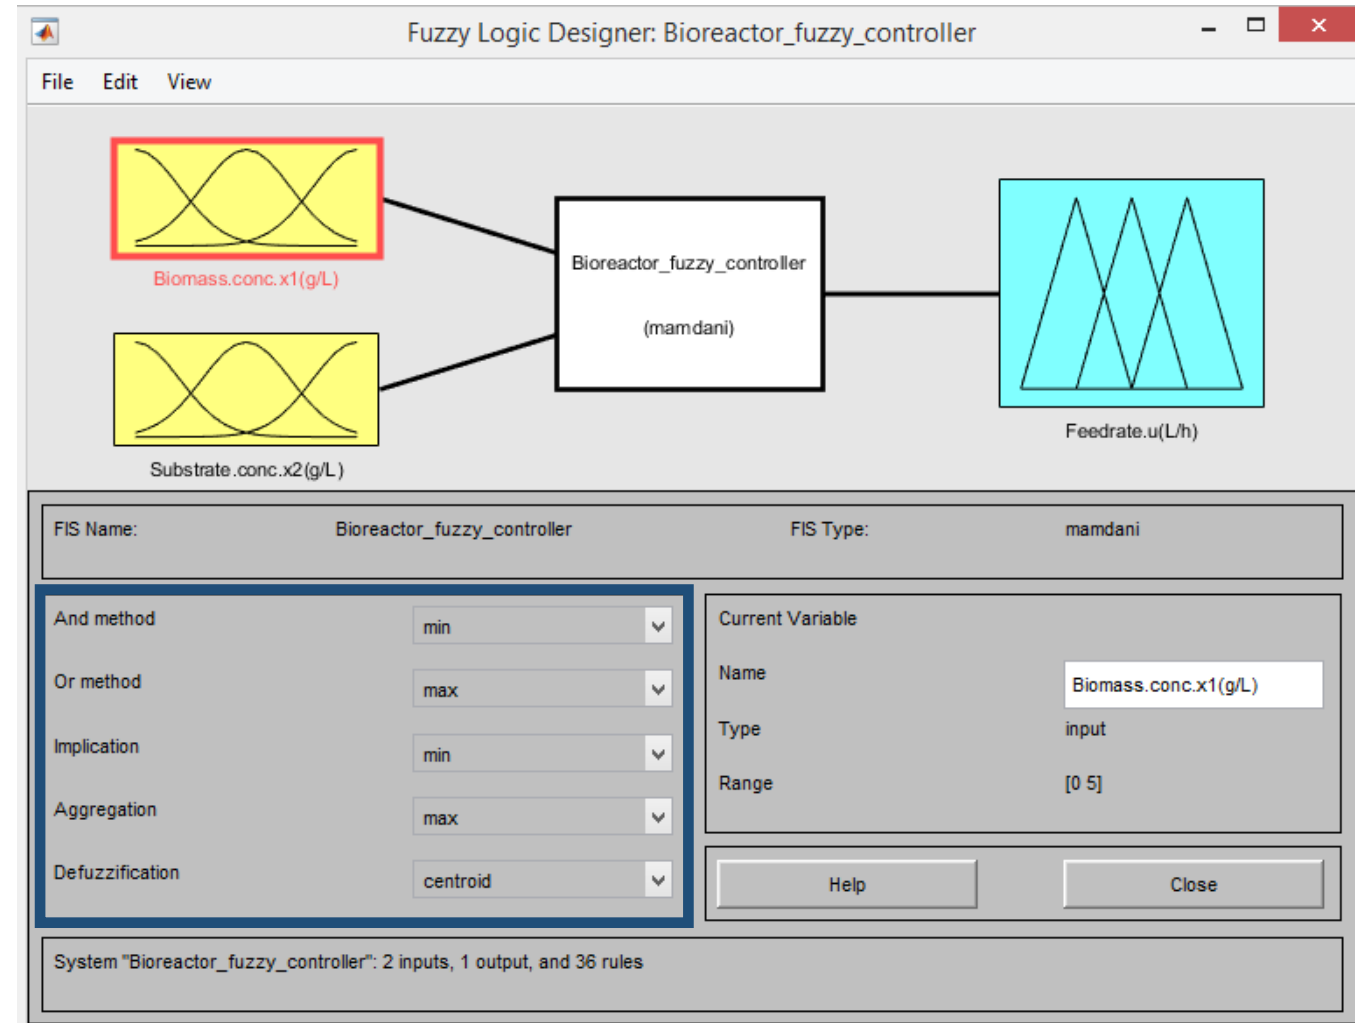 Fuzzy Logic Designer: Bioreactor_fuzzy_controller
File Edit View
Biomass.conc.x1(g/L)
Substrate.conc.x2(g/L)
Bioreactor_fuzzy_controller
(mamdani)
Feedrate.u(L/h)
FIS Name: Bioreactor_fuzzy_controller FIS Type: mamdani
And method min
Or method max
Implication min
Aggregation max
Defuzzification centroid
Current Variable
Name Biomass.conc.x1(g/L)
Type input
Range [0 5]
Help Close
System "Bioreactor_fuzzy_controller": 2 inputs, 1 output, and 36 rules